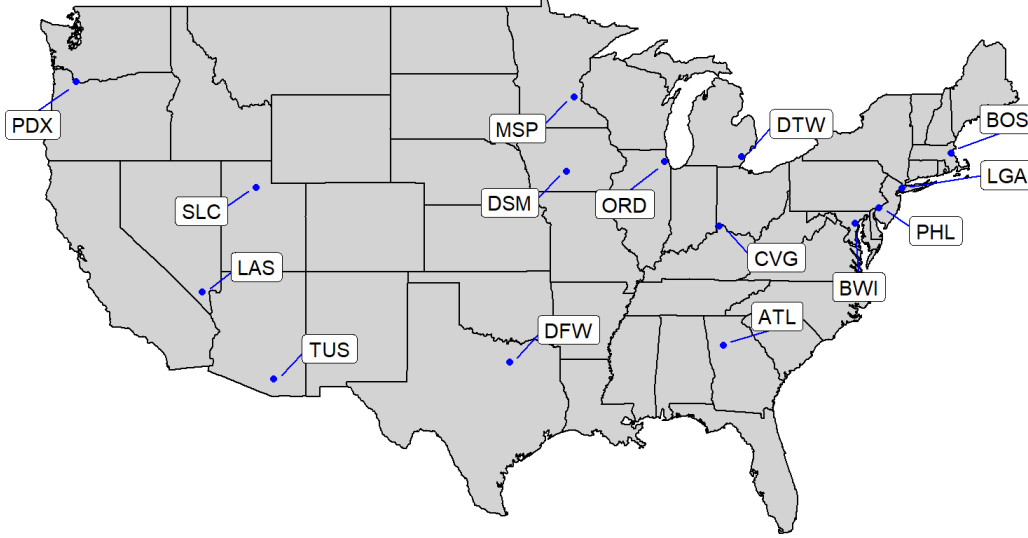 PDX
MSP
DTW
BOS
LGA
SLC
DSM
ORD
PHL
LAS
CVG
BWI
TUS
DFW
ATL